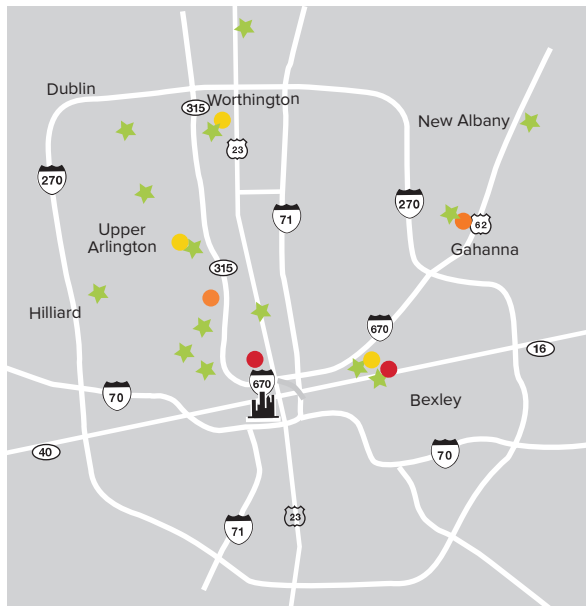 Dublin
315
Worthington
New Albany
23
270
270
71
62
Upper
Arlington
Gahanna
315
Hilliard
670
16
670
70
Bexley
40
70
23
71